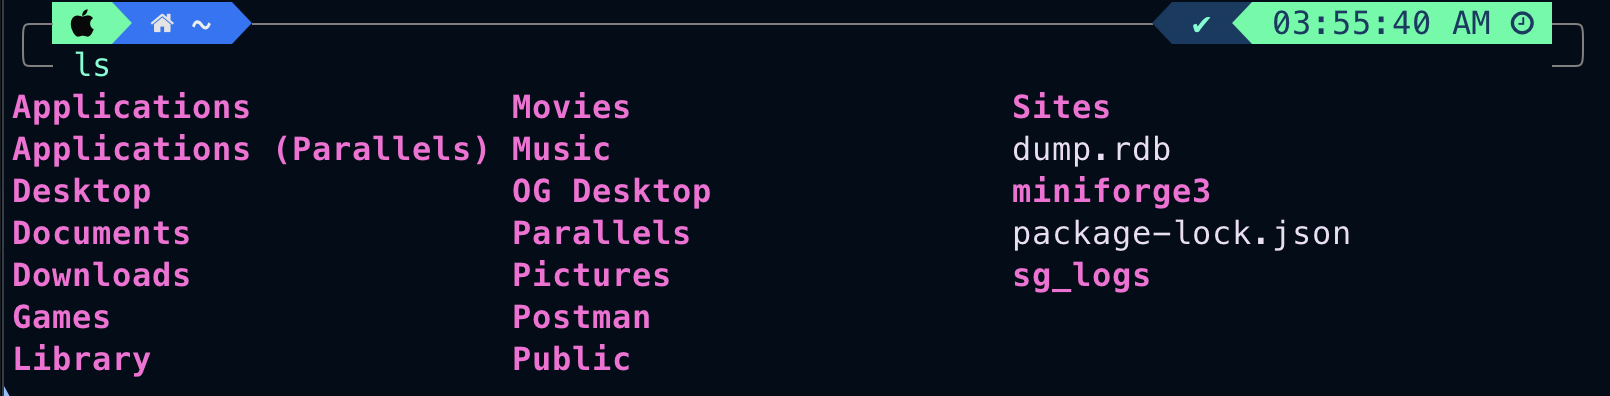 ~ ✔ 03:55:40 AM
ls
Applications Movies Sites
Applications (Parallels) Music dump.rdb
Desktop OG Desktop miniforge3
Documents Parallels package-lock.json
Downloads Pictures sg_logs
Games Postman
Library Public